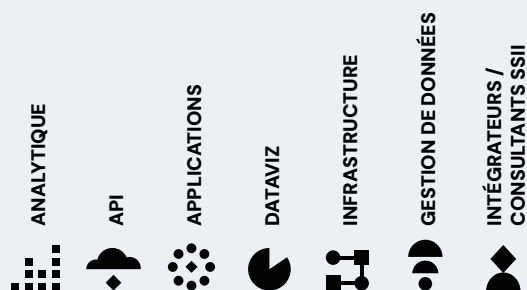 ANALYTIQUE
API
APPLICATIONS
DATAVIZ
INFRASTRUCTURE
GESTION DE DONNÉES
INTÉGRATEURS /
CONSULTANTS SSII